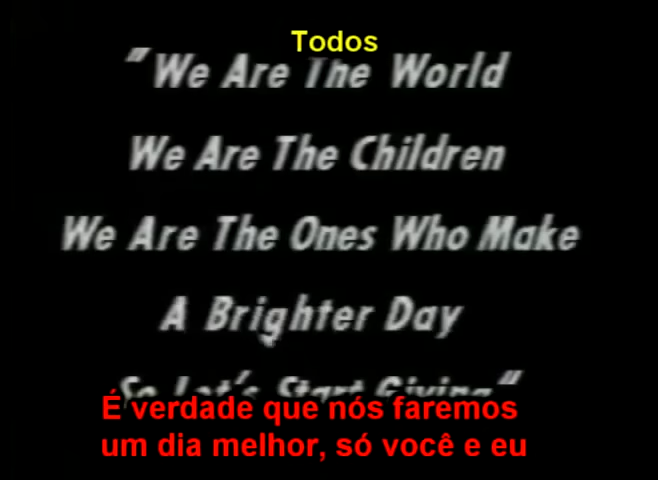 Todos
"We Are The World
We Are The Children
We Are The Ones Who Make
A Brighter Day
So Let's Start Giving"
É verdade que nós faremos
um dia melhor, só você e eu